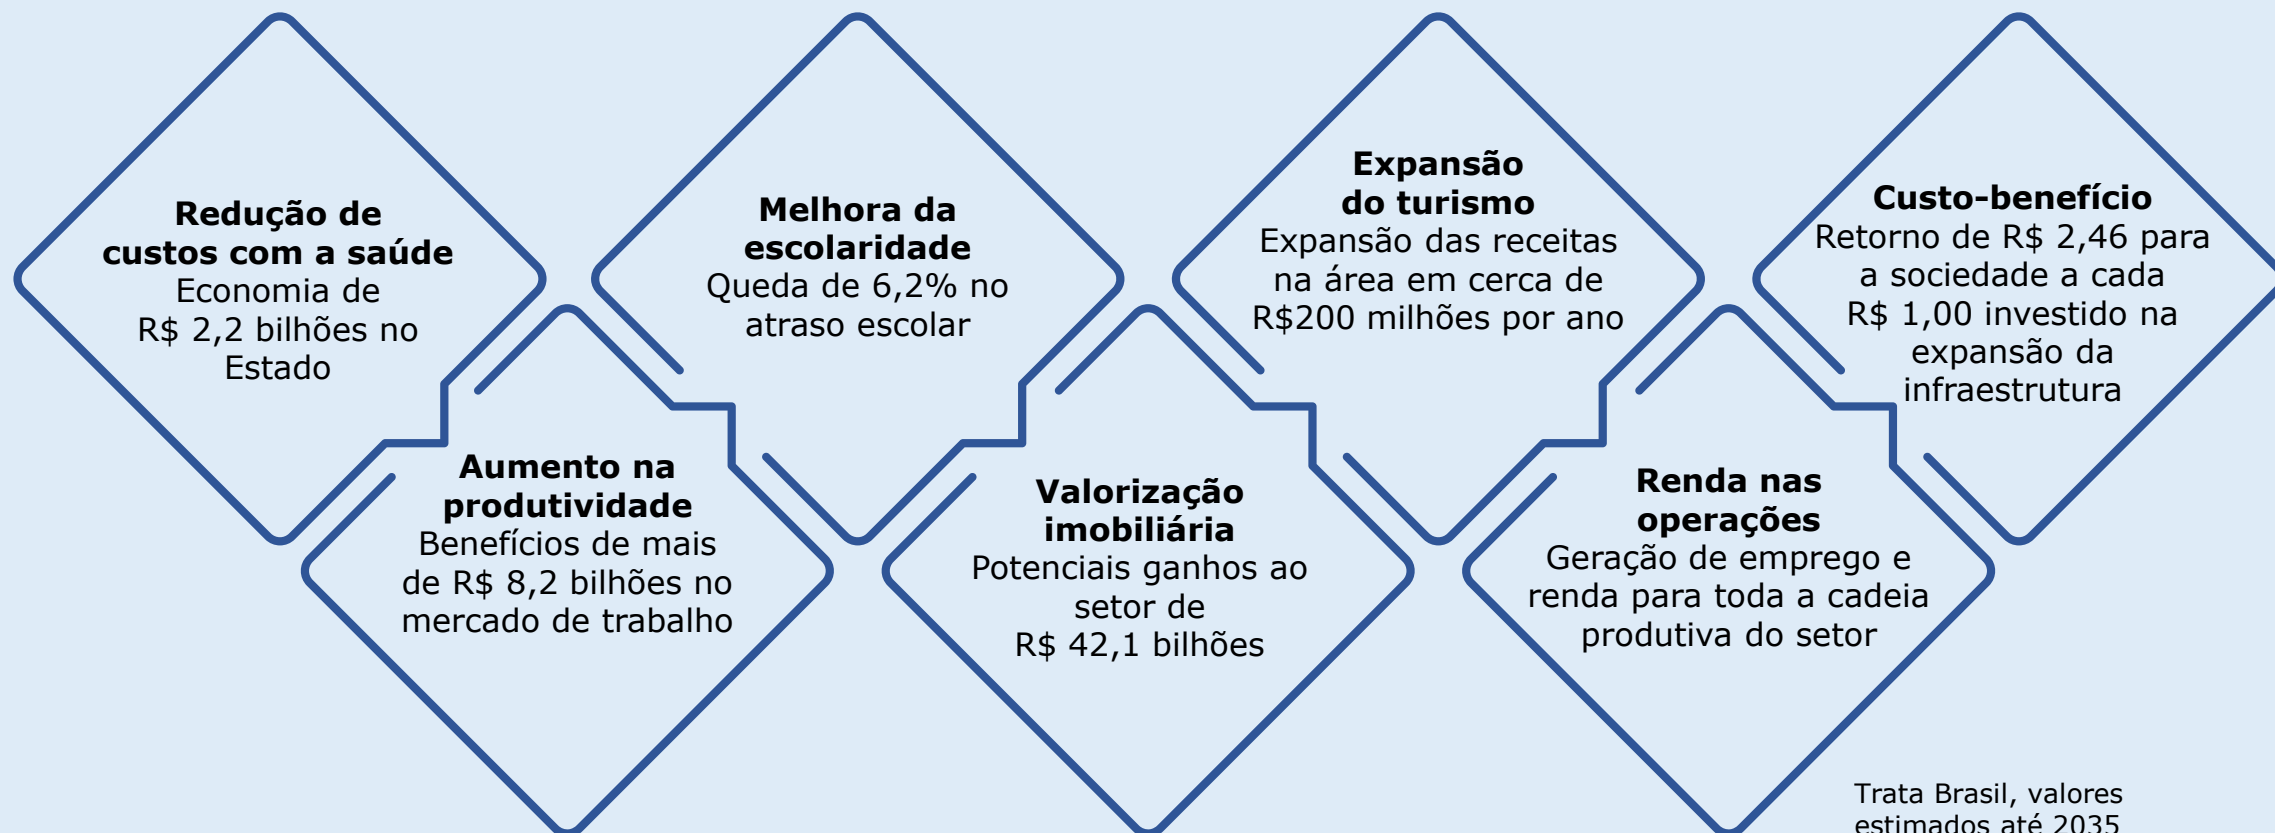 Redução de
custos com a saúde
Economia de
R$ 2,2 bilhões no
Estado
Aumento na
produtividade
Benefícios de mais
de R$ 8,2 bilhões no
mercado de trabalho
Melhora da
escolaridade
Queda de 6,2% no
atraso escolar
Valorização
imobiliária
Potenciais ganhos ao
setor de
R$ 42,1 bilhões
Expansão
do turismo
Expansão das receitas
na área em cerca de
R$200 milhões por ano
Renda nas
operações
Geração de emprego e
renda para toda a cadeia
produtiva do setor
Custo-benefício
Retorno de R$ 2,46 para
a sociedade a cada
R$ 1,00 investido na
expansão da
infraestrutura
Trata Brasil, valores
estimados até 2035